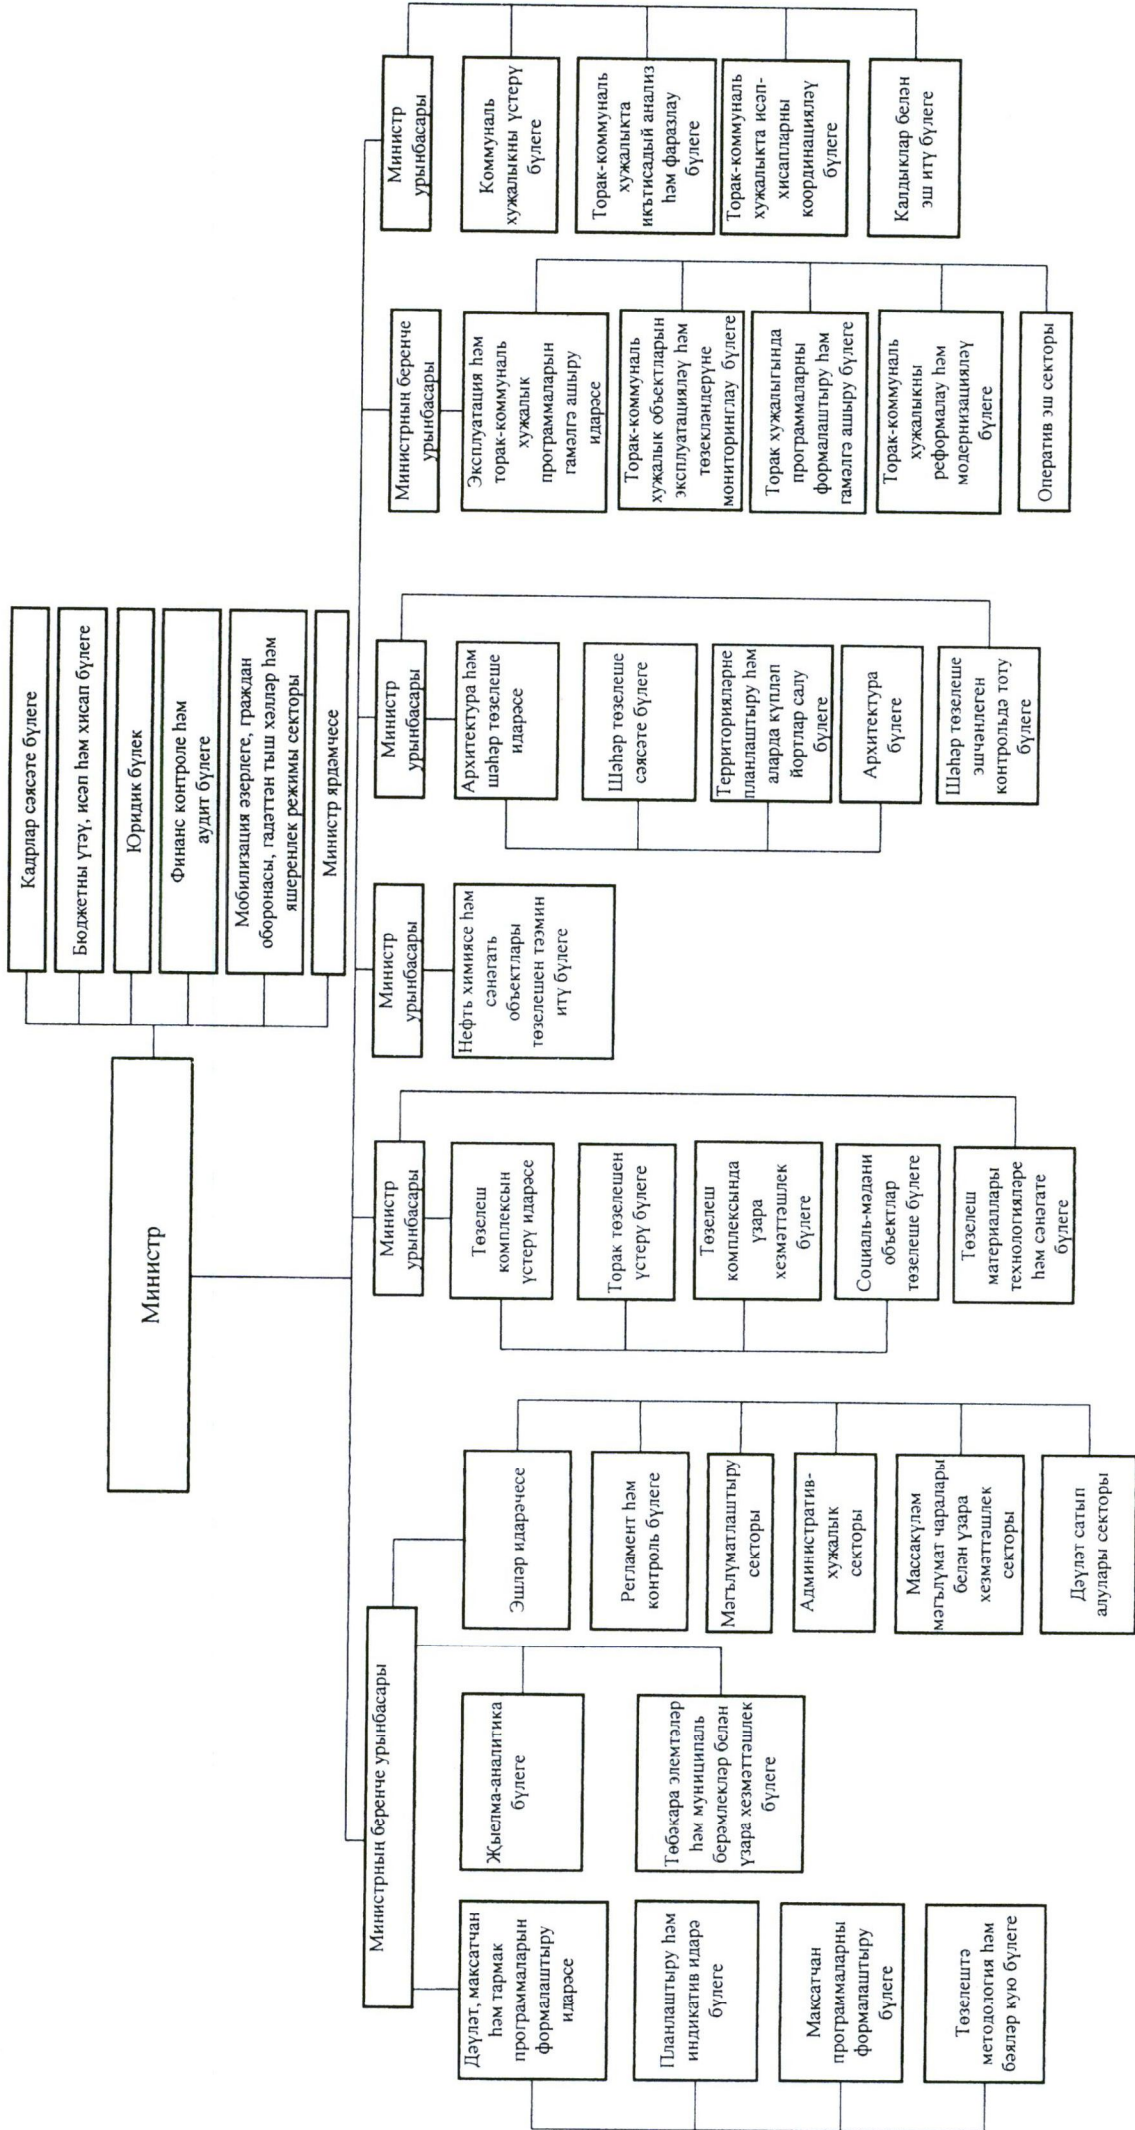 Министр
Кадрлар сәясәте бүлеге
Бюджетны үтәү, исәп һәм хисап бүлеге
Юридик бүлек
Финанс контроле һәм
аудит бүлеге
Мобилизация әзерлеге, граждан
оборонасы, гадәттән тыш хәлләр һәм
яшеренлек режимы секторы
Министр ярдәмчесе
Министрның беренче урынбасары
Дәүләт, максатчан
һәм тармак
программаларын
формалаштыру
идарәсе
Планлаштыру һәм
индикатив идарә
бүлеге
Максатчан
программаларны
формалаштыру
бүлеге
Төзелештә
методология һәм
бәяләр кую бүлеге
Җыелма-аналитика
бүлеге
Төбәкара элемтәләр
һәм муниципаль
берәмлекләр белән
үзара хезмәттәшлек
бүлеге
Эшләр идарәчесе
Регламент һәм
контроль бүлеге
Мәгълүматлаштыру
секторы
Административ-
хужалык
секторы
Массакүләм
мәгълүмат чаралары
белән үзара
хезмәттәшлек
секторы
Дәүләт сатып
алулары секторы
Министр
урынбасары
Төзелеш
комплексын
үстерү идарәсе
Торак төзелешен
үстерү бүлеге
Төзелеш
комплексында
үзара
хезмәттәшлек
бүлеге
Социаль-мәдәни
объектлар
төзелеше бүлеге
Төзелеш
материаллары
технологияләре
һәм сәнәгате
бүлеге
Министр
урынбасары
Нефть химиясе һәм
сәнәгать
объектлары
төзелешен тәэмин
итү бүлеге
Министр
урынбасары
Архитектура һәм
шәһәр төзелеше
идарәсе
Шәһәр төзелеше
сәясәте бүлеге
Территорияләрне
планлаштыру һәм
аларда күпләп
йортлар салу
бүлеге
Архитектура
бүлеге
Шәһәр төзелеше
эшчәнлеген
контрольдә тоту
бүлеге
Министрнын беренче
урынбасары
Эксплуатация һәм
торак-коммуналь
хужалык
программаларын
гамәлгә ашыру
идарәсе
Торак-коммуналь
хужалык объектларын
эксплуатацияләү һәм
төзекләндерүне
мониторинглау бүлеге
Торак хужалыгында
программаларны
формалаштыру һәм
гамәлгә ашыру бүлеге
Торак-коммуналь
хужалыкны
реформалау һәм
модернизацияләү
бүлеге
Оператив эш секторы
Министр
урынбасары
Коммуналь
хужалыкны үстерү
бүлеге
Торак-коммуналь
хужалыкта
икътисадый анализ
һәм фаразлау
бүлеге
Торак-коммуналь
хужалыкта исәп-
хисапларны
координацияләү
бүлеге
Калдыклар белән
эш итү бүлеге